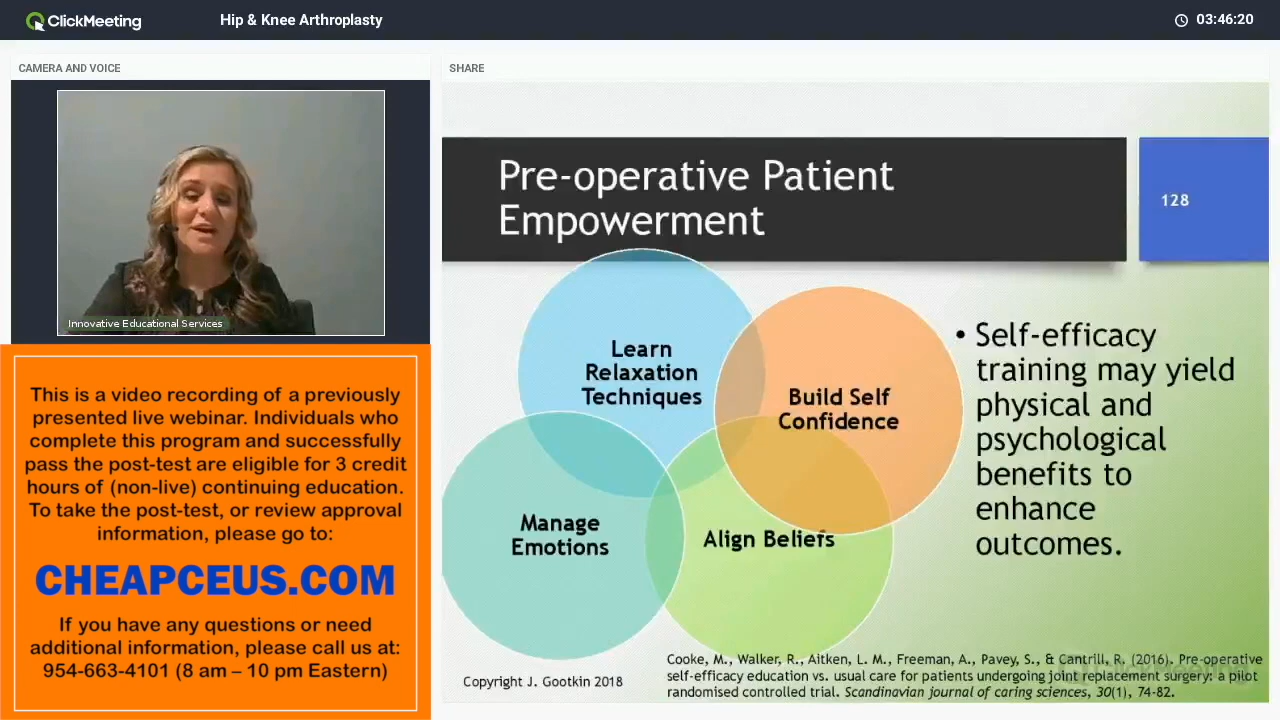 ClickMeeting
Hip & Knee Arthroplasty
03:46:20
CAMERA AND VOICE
Innovative Educational Services
This is a video recording of a previously
presented live webinar. Individuals who
complete this program and successfully
pass the post-test are eligible for 3 credit
hours of (non-live) continuing education.
To take the post-test, or review approval
information, please go to:
CHEAPCEUS.COM
If you have any questions or need
additional information, please call us at:
954-663-4101 (8 am – 10 pm Eastern)
SHARE
Pre-operative Patient
Empowerment
128
Learn
Relaxation
Techniques
Build Self
Confidence
Manage
Emotions
Align Beliefs
• Self-efficacy
training may yield
physical and
psychological
benefits to
enhance
outcomes.
Copyright J. Gootkin 2018
Cooke, M., Walker, R., Aitken, L. M., Freeman, A., Pavey, S., & Cantrill, R. (2016). Pre-operative
self-efficacy education vs. usual care for patients undergoing joint replacement surgery: a pilot
randomised controlled trial. Scandinavian journal of caring sciences, 30(1), 74-82.
ClickMeeting